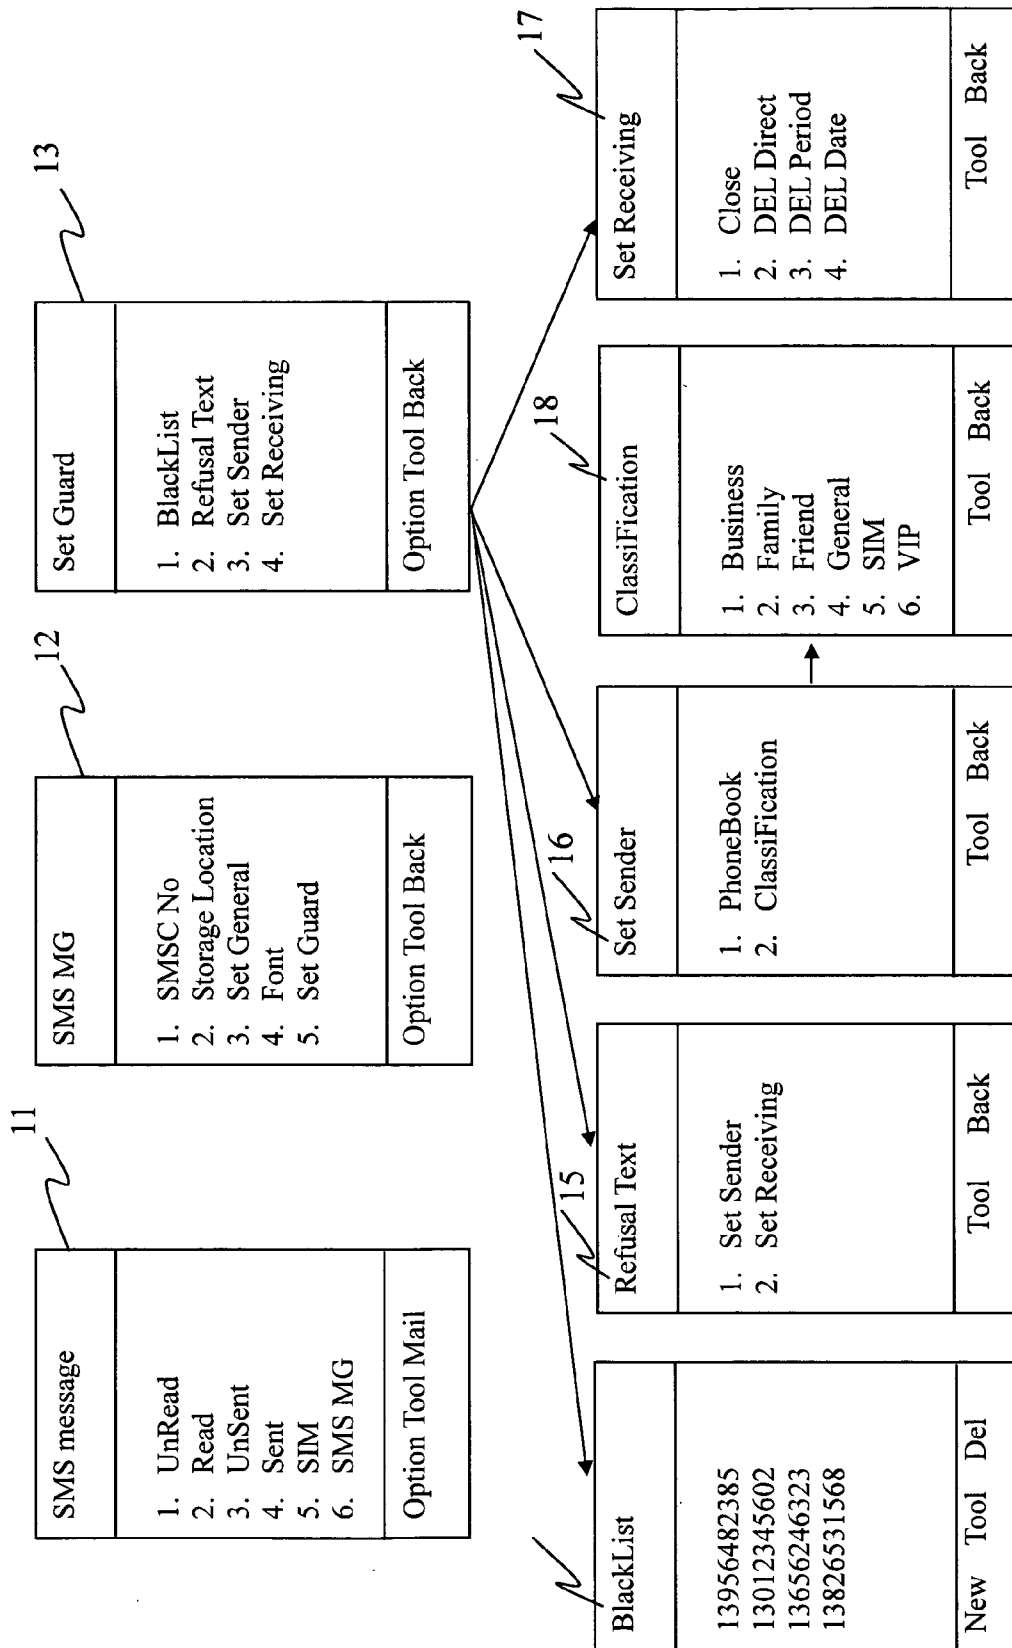 11
SMS message
1. UnRead
2. Read
3. UnSent
4. Sent
5. SIM
6. SMS MG
Option Tool Mail
12
SMS MG
1. SMSC No
2. Storage Location
3. Set General
4. Font
5. Set Guard
Option Tool Back
13
Set Guard
1. BlackList
2. Refusal Text
3. Set Sender
4. Set Receiving
Option Tool Back
BlackList
13956482385
13012345602
13656246323
13826531568
New Tool Del
15
Refusal Text
1. Set Sender
2. Set Receiving
Tool Back
16
Set Sender
1. PhoneBook
2. ClassiFication
Tool Back
18
ClassiFication
1. Business
2. Family
3. Friend
4. General
5. SIM
6. VIP
Tool Back
17
Set Receiving
1. Close
2. DEL Direct
3. DEL Period
4. DEL Date
Tool Back